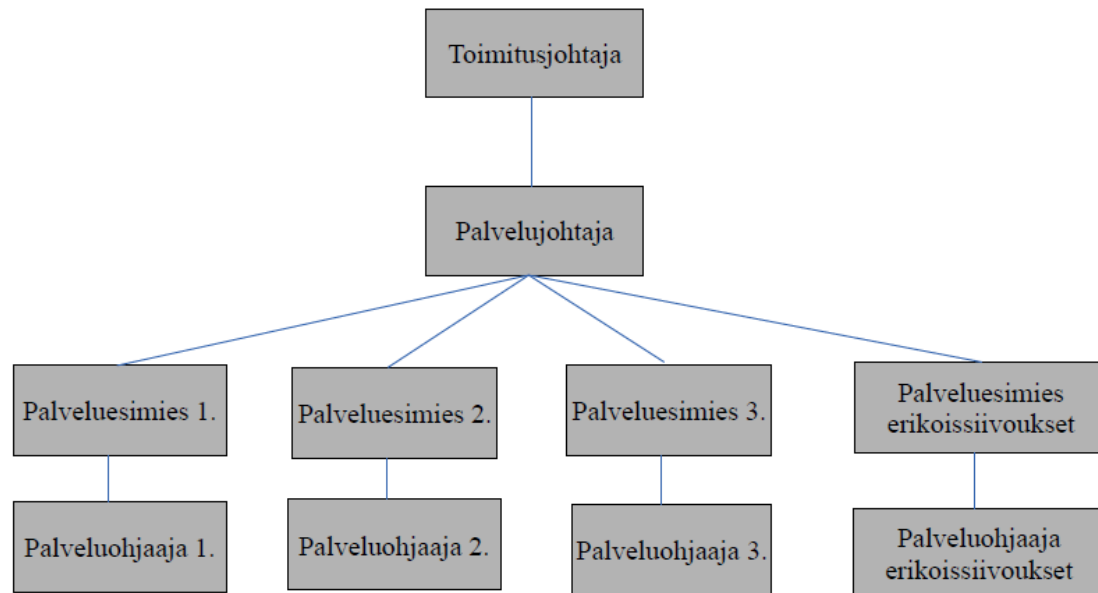 Toimitusjohtaja
Palvelujohtaja
Palveluesimies 1.
Palveluesimies 2.
Palveluesimies 3.
Palveluesimies
erikoissiivoukset
Palveluohjaaja 1.
Palveluohjaaja 2.
Palveluohjaaja 3.
Palveluohjaaja
erikoissiivoukset